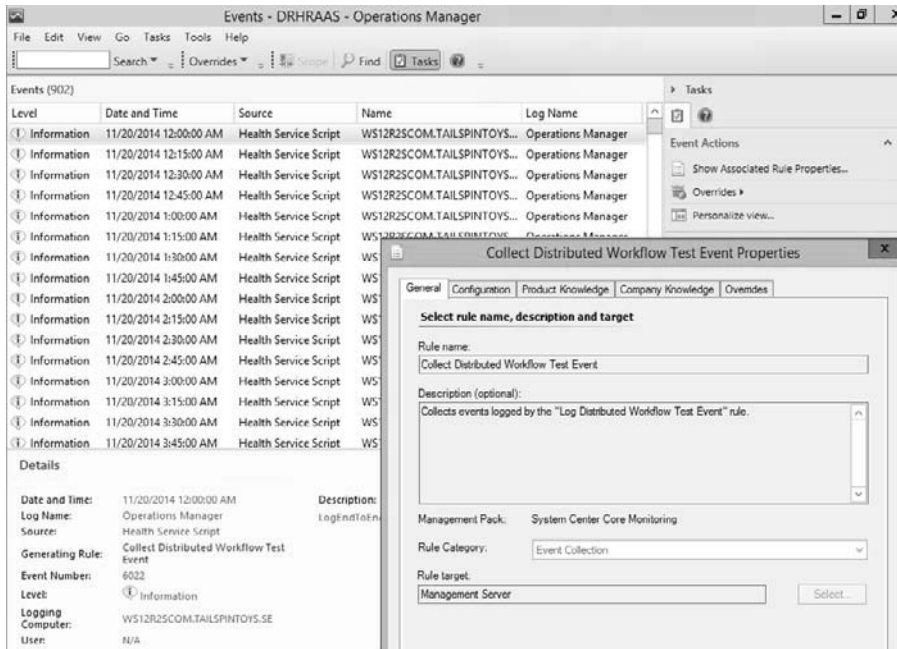 Events - DRHRAAS - Operations Manager
File Edit View Go Tasks Tools Help
Search Overrides Scope Find Tasks
Events (902)
Level Date and Time Source Name Log Name
Information 11/20/2014 12:00:00 AM Health Service Script WS12R2SCOM.TAILSPINTOYS... Operations Manager
Information 11/20/2014 12:15:00 AM Health Service Script WS12R2SCOM.TAILSPINTOYS... Operations Manager
Information 11/20/2014 12:30:00 AM Health Service Script WS12R2SCOM.TAILSPINTOYS... Operations Manager
Information 11/20/2014 12:45:00 AM Health Service Script WS12R2SCOM.TAILSPINTOYS... Operations Manager
Information 11/20/2014 1:00:00 AM Health Service Script WS12R2SCOM.TAILSPINTOYS... Operations Manager
Information 11/20/2014 1:15:00 AM Health Service Script WS12R2SCOM.TAILSPINTOYS... Operations Manager
Information 11/20/2014 1:30:00 AM Health Service Script WS
Information 11/20/2014 1:45:00 AM Health Service Script WS
Information 11/20/2014 2:00:00 AM Health Service Script WS
Information 11/20/2014 2:15:00 AM Health Service Script WS
Information 11/20/2014 2:30:00 AM Health Service Script WS
Information 11/20/2014 2:45:00 AM Health Service Script WS
Information 11/20/2014 3:00:00 AM Health Service Script WS
Information 11/20/2014 3:15:00 AM Health Service Script WS
Information 11/20/2014 3:30:00 AM Health Service Script WS
Information 11/20/2014 3:45:00 AM Health Service Script WS
Details
Date and Time: 11/20/2014 12:00:00 AM
Log Name: Operations Manager
Source: Health Service Script
Generating Rule: Collect Distributed Workflow Test
Event
Event Number: 6022
Level: Information
Logging
Computer: WS12R2SCOM.TAILSPINTOYS.SE
User: N/A
Description:
LogEndToEn
Tasks
Event Actions
Show Associated Rule Properties...
Overrides
Personalize view...
Collect Distributed Workflow Test Event Properties
General Configuration Product Knowledge Company Knowledge Overrides
Select rule name, description and target
Rule name:
Collect Distributed Workflow Test Event
Description (optional):
Collects events logged by the "Log Distributed Workflow Test Event" rule.
Management Pack: System Center Core Monitoring
Rule Category: Event Collection
Rule target:
Management Server Select...